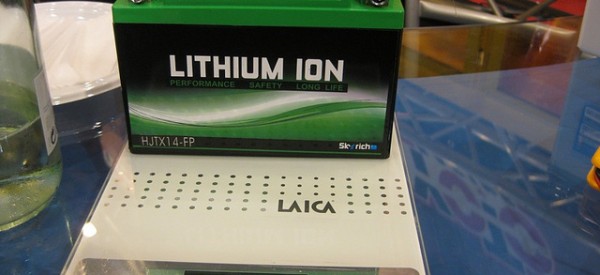 LITHIUM ION
PERFORMANCE SAFETY LONG LIFE
HJTX14-FP
Skyrich
LAICA